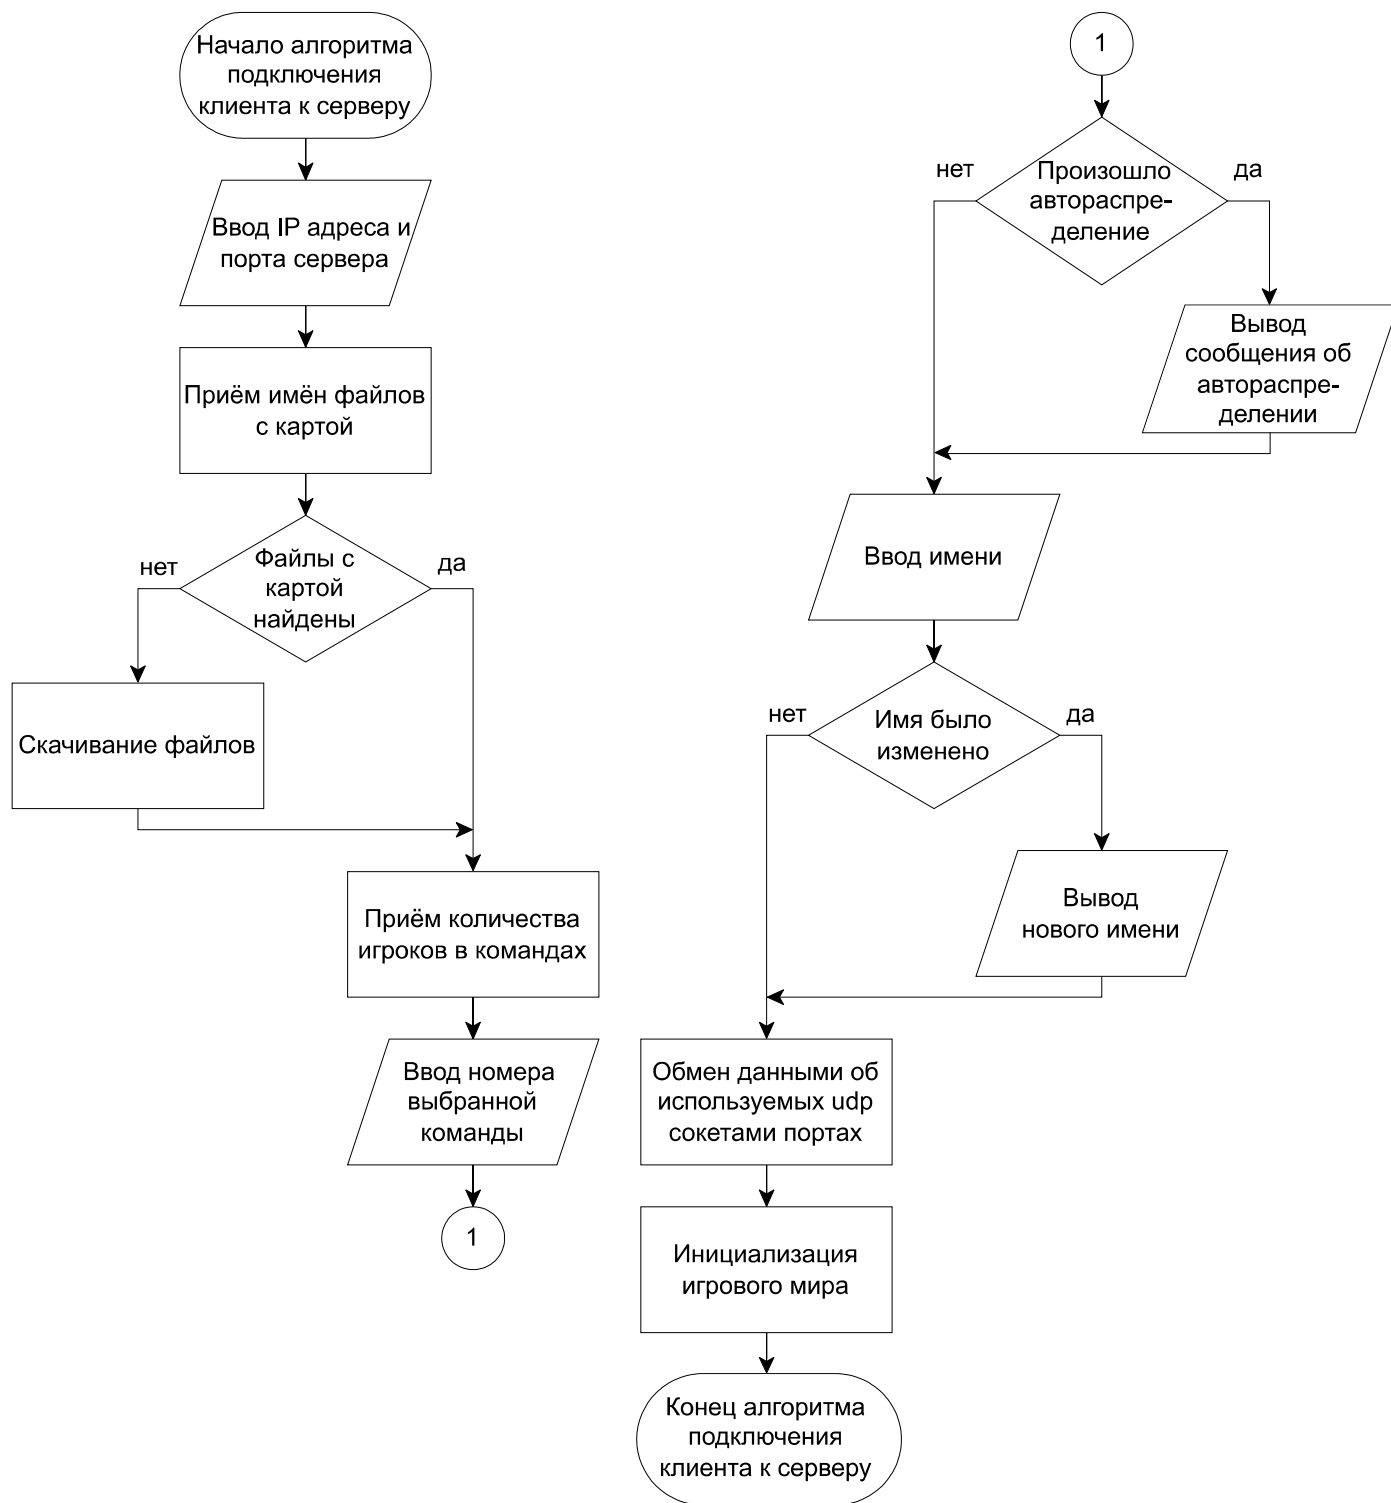 Начало алгоритма
подключения
клиента к серверу
Ввод IP адреса и
порта сервера
Приём имён файлов
с картой
Файлы с
картой
найдены
нет
да
Скачивание файлов
Приём количества
игроков в командах
Ввод номера
выбранной
команды
1
1
Произошло
автораспре-
деление
нет
да
Вывод
сообщения об
автораспре-
делении
Ввод имени
Имя было
изменено
нет
да
Вывод
нового имени
Обмен данными об
используемых udp
сокетами портах
Инициализация
игрового мира
Конец алгоритма
подключения
клиента к серверу